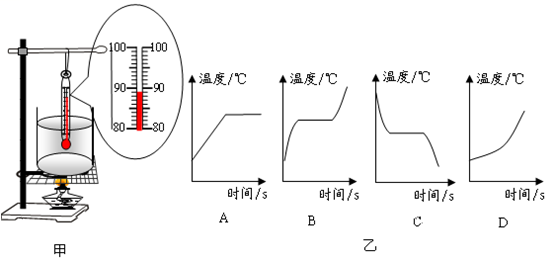 100 100
90 90
80 80
甲
温度/℃ 温度/℃ 温度/℃ 温度/℃
时间/s 时间/s 时间/s 时间/s
A B C D
乙